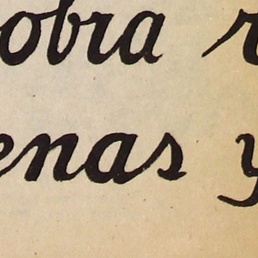 obra r
enas y